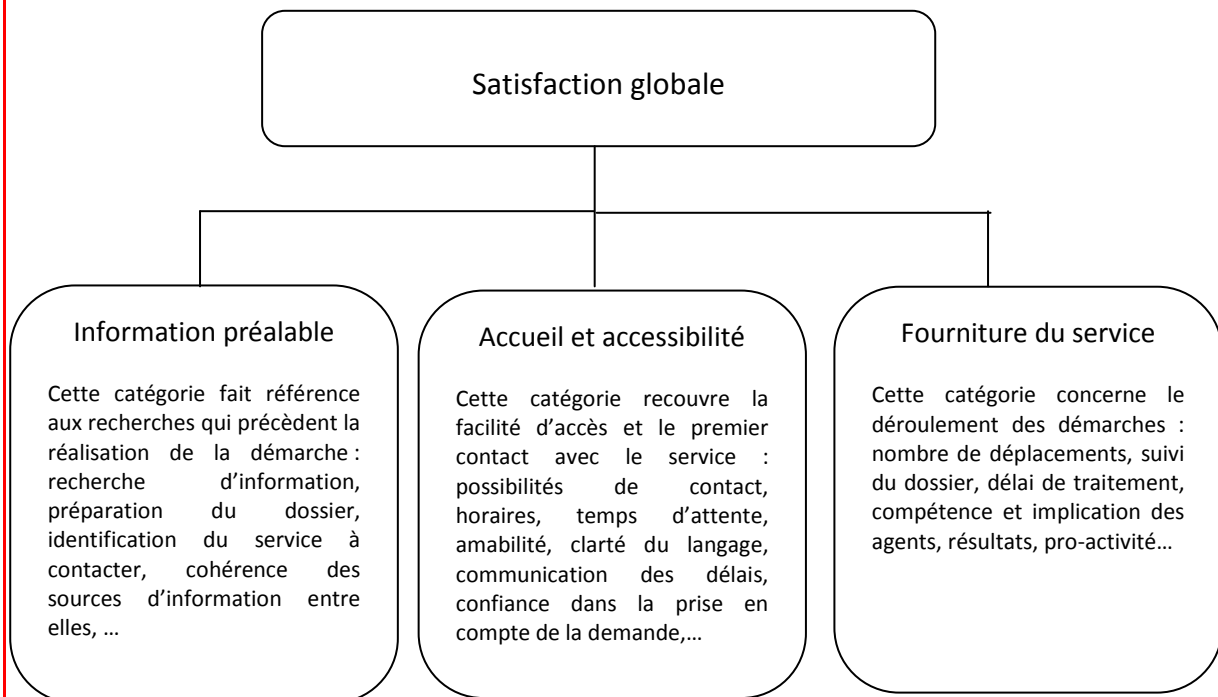 Satisfaction globale
Information préalable
Cette catégorie fait référence
aux recherches qui précèdent la
réalisation de la démarche :
recherche d’information,
préparation du dossier,
identification du service à
contacter, cohérence des
sources d’information entre
elles, …
Accueil et accessibilité
Cette catégorie recouvre la
facilité d’accès et le premier
contact avec le service :
possibilités de contact,
horaires, temps d’attente,
amabilité, clarté du langage,
communication des délais,
confiance dans la prise en
compte de la demande,…
Fourniture du service
Cette catégorie concerne le
déroulement des démarches :
nombre de déplacements, suivi
du dossier, délai de traitement,
compétence et implication des
agents, résultats, pro-activité…